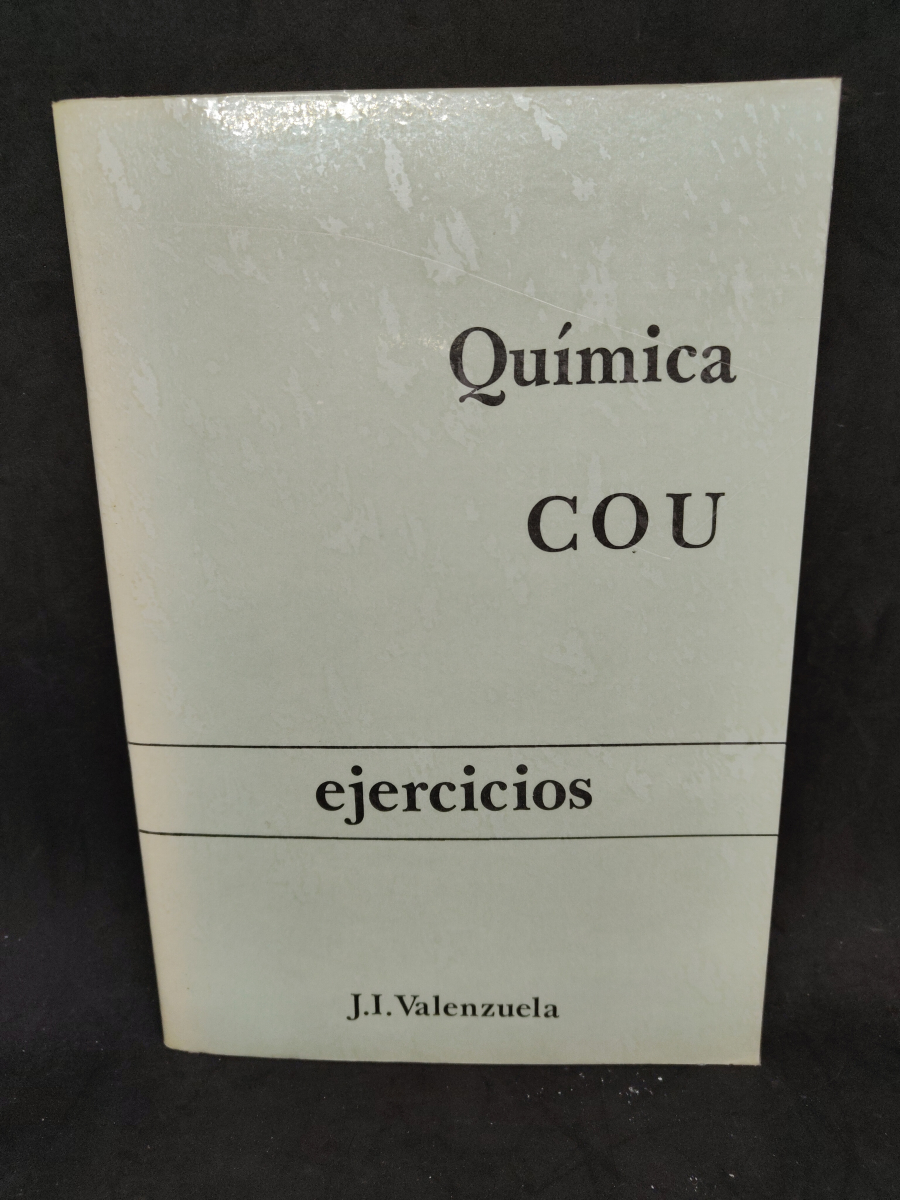 Química
COU
ejercicios
J.I. Valenzuela